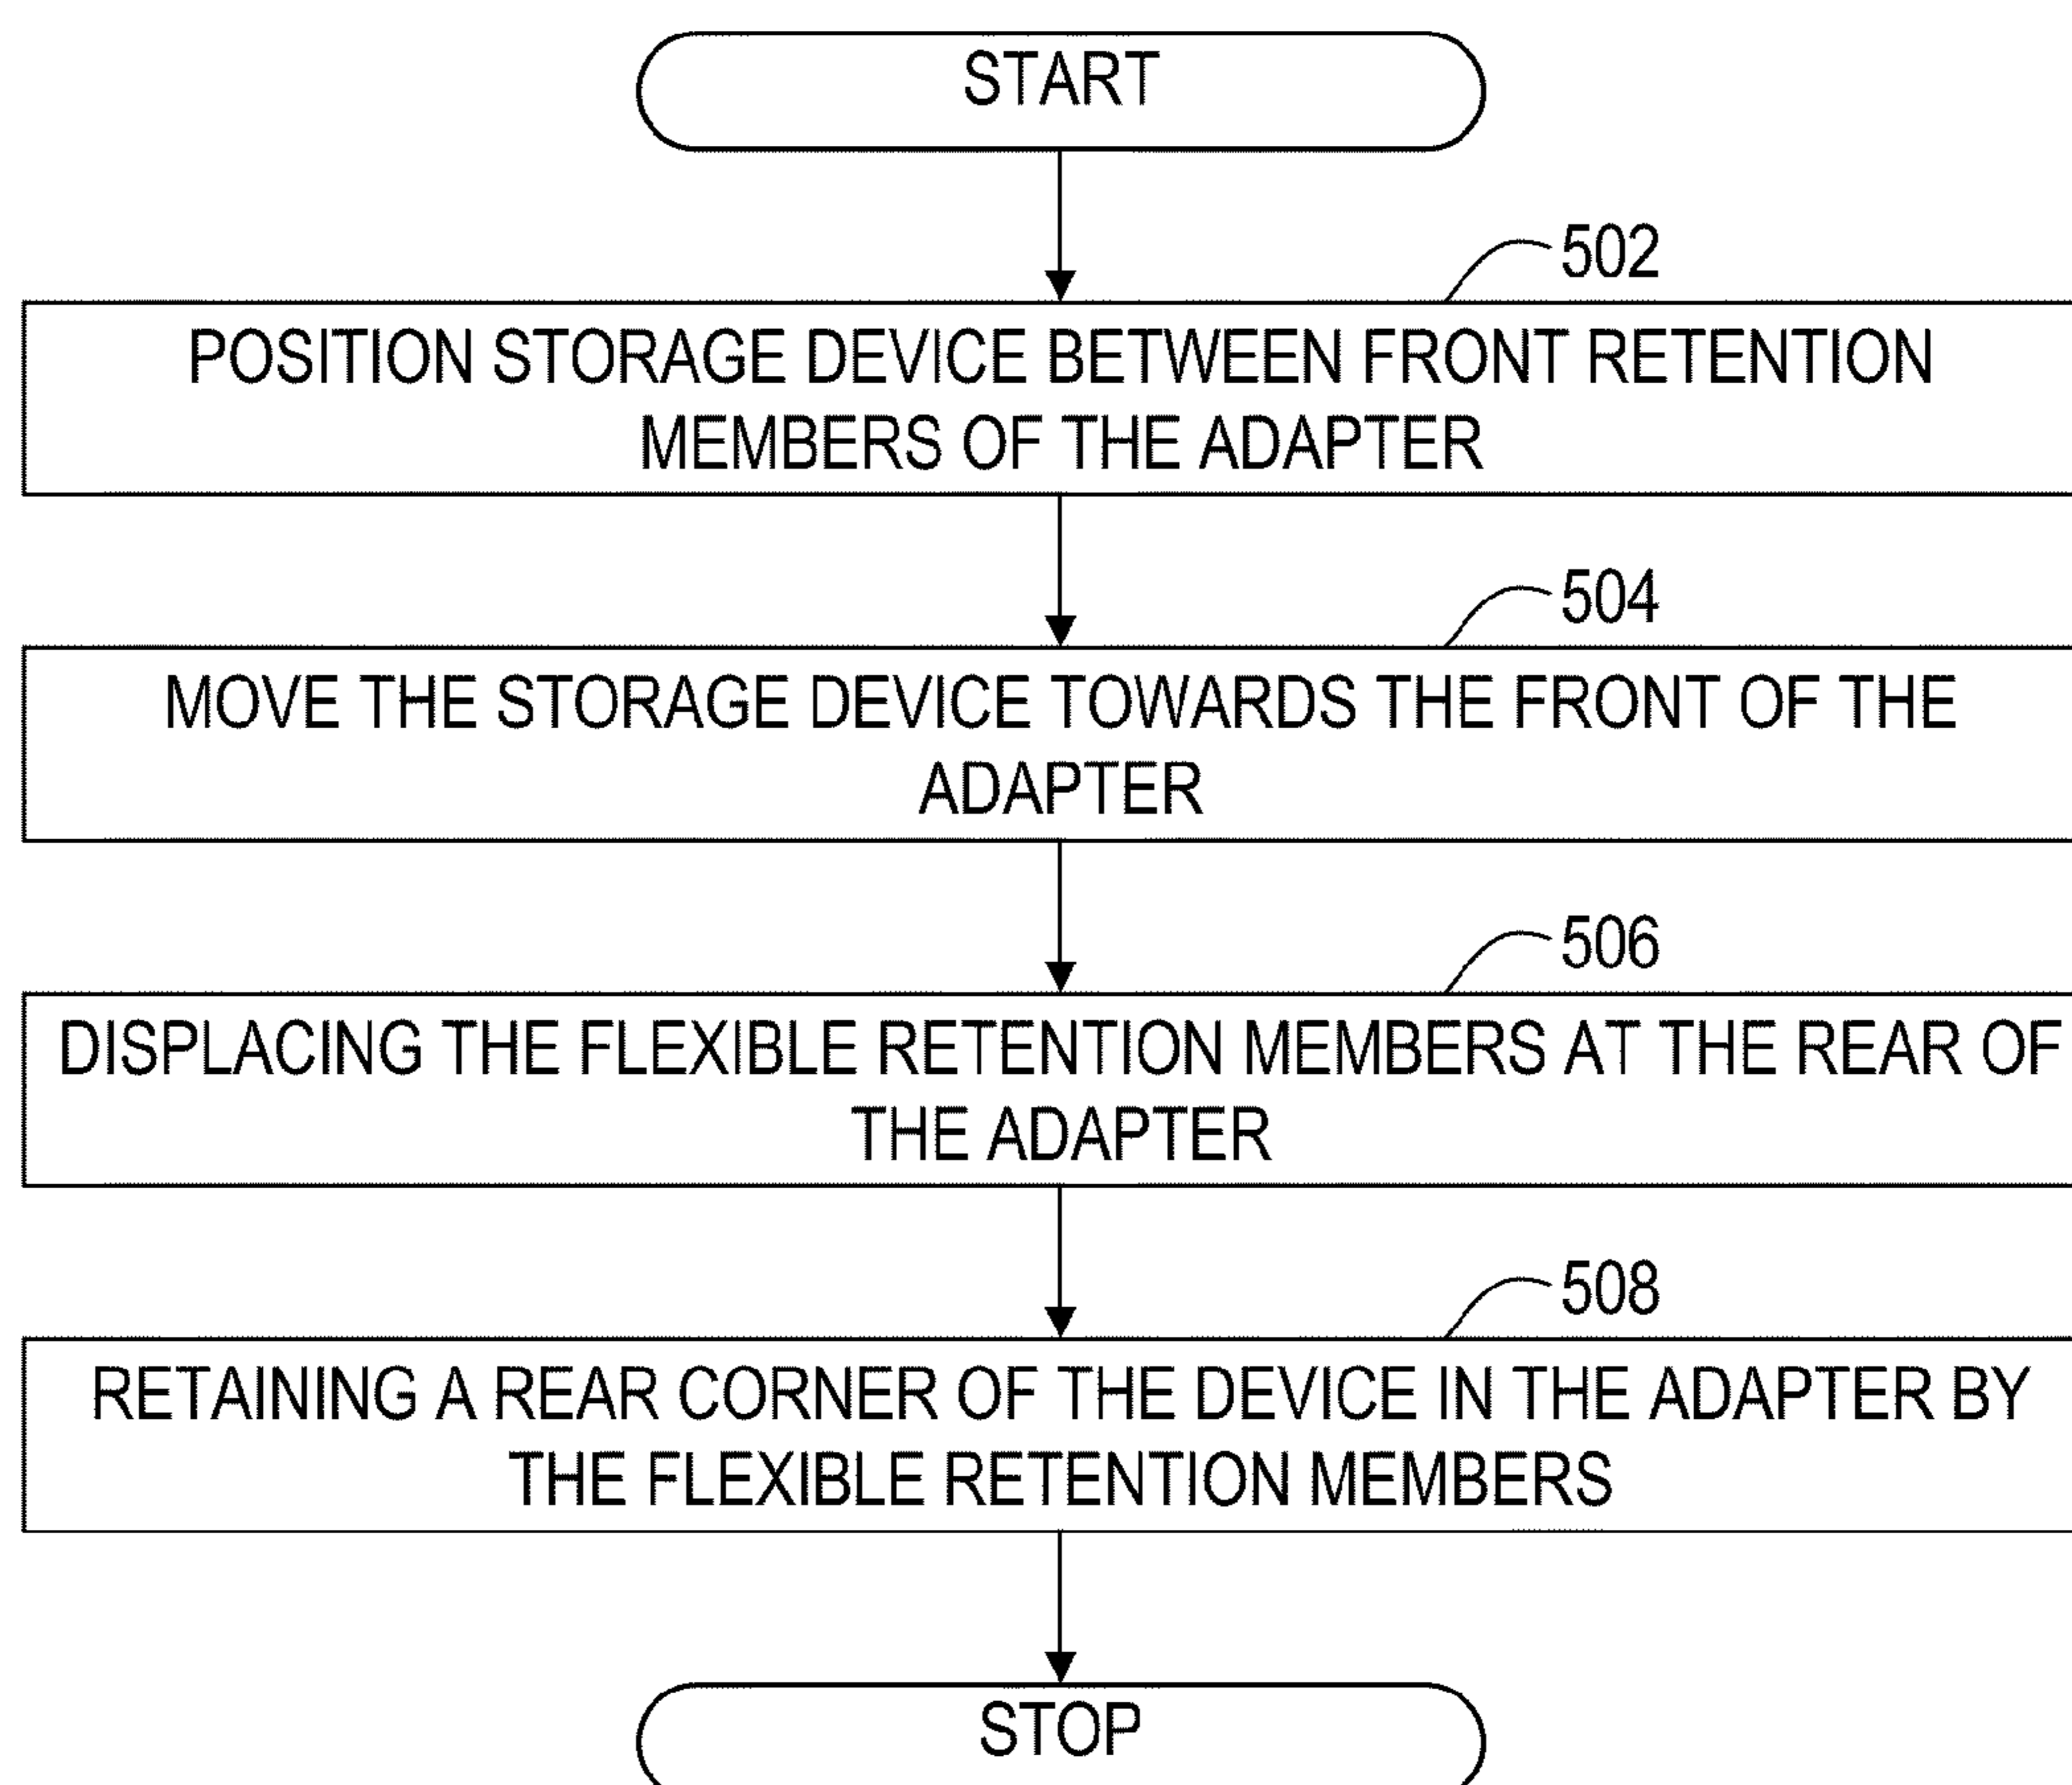 START
502
POSITION STORAGE DEVICE BETWEEN FRONT RETENTION
MEMBERS OF THE ADAPTER
504
MOVE THE STORAGE DEVICE TOWARDS THE FRONT OF THE
ADAPTER
506
DISPLACING THE FLEXIBLE RETENTION MEMBERS AT THE REAR OF
THE ADAPTER
508
RETAINING A REAR CORNER OF THE DEVICE IN THE ADAPTER BY
THE FLEXIBLE RETENTION MEMBERS
STOP